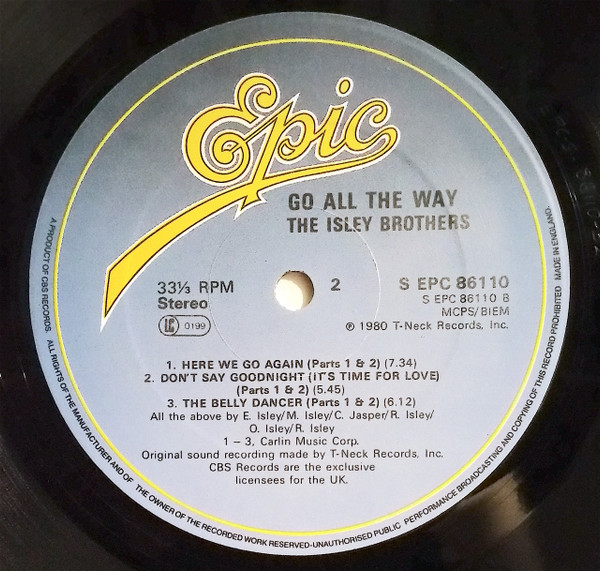 Epic
GO ALL THE WAY
THE ISLEY BROTHERS
33⅓ RPM
Stereo
LC 0199
2
S EPC 86110
S EPC 86110 B
MCPS/BIEM
℗ 1980 T-Neck Records, Inc.
1. HERE WE GO AGAIN (Parts 1 & 2) (7.34)
2. DON'T SAY GOODNIGHT (IT'S TIME FOR LOVE)
(Parts 1 & 2) (5.45)
3. THE BELLY DANCER (Parts 1 & 2) (6.12)
All the above by E. Isley/M. Isley/C. Jasper/R. Isley/
O. Isley/R. Isley
1 – 3, Carlin Music Corp.
Original sound recording made by T-Neck Records, Inc.
CBS Records are the exclusive
licensees for the UK.
A PRODUCT OF CBS RECORDS. ALL RIGHTS OF THE MANUFACTURER AND OF THE OWNER OF THE RECORDED WORK RESERVED-UNAUTHORISED PUBLIC PERFORMANCE BROADCASTING AND COPYING OF THIS RECORD PROHIBITED MADE IN ENGLAND.